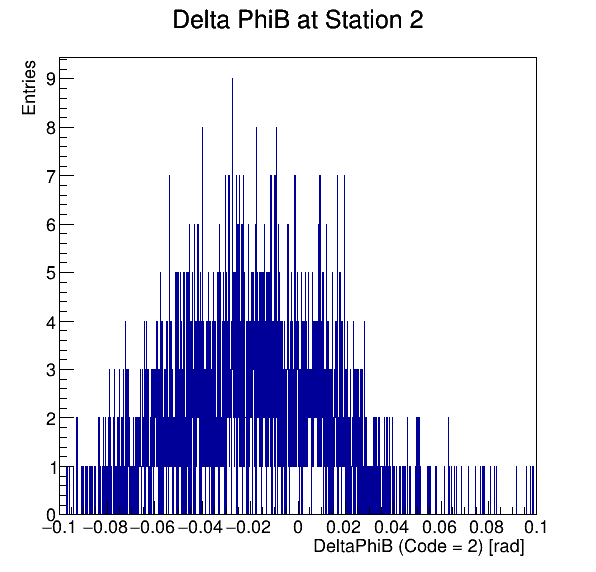 Delta PhiB at Station 2
Entries
9
8
7
6
5
4
3
2
1
0
−0.1 −0.08 −0.06 −0.04 −0.02 0 0.02 0.04 0.06 0.08 0.1
DeltaPhiB (Code = 2) [rad]